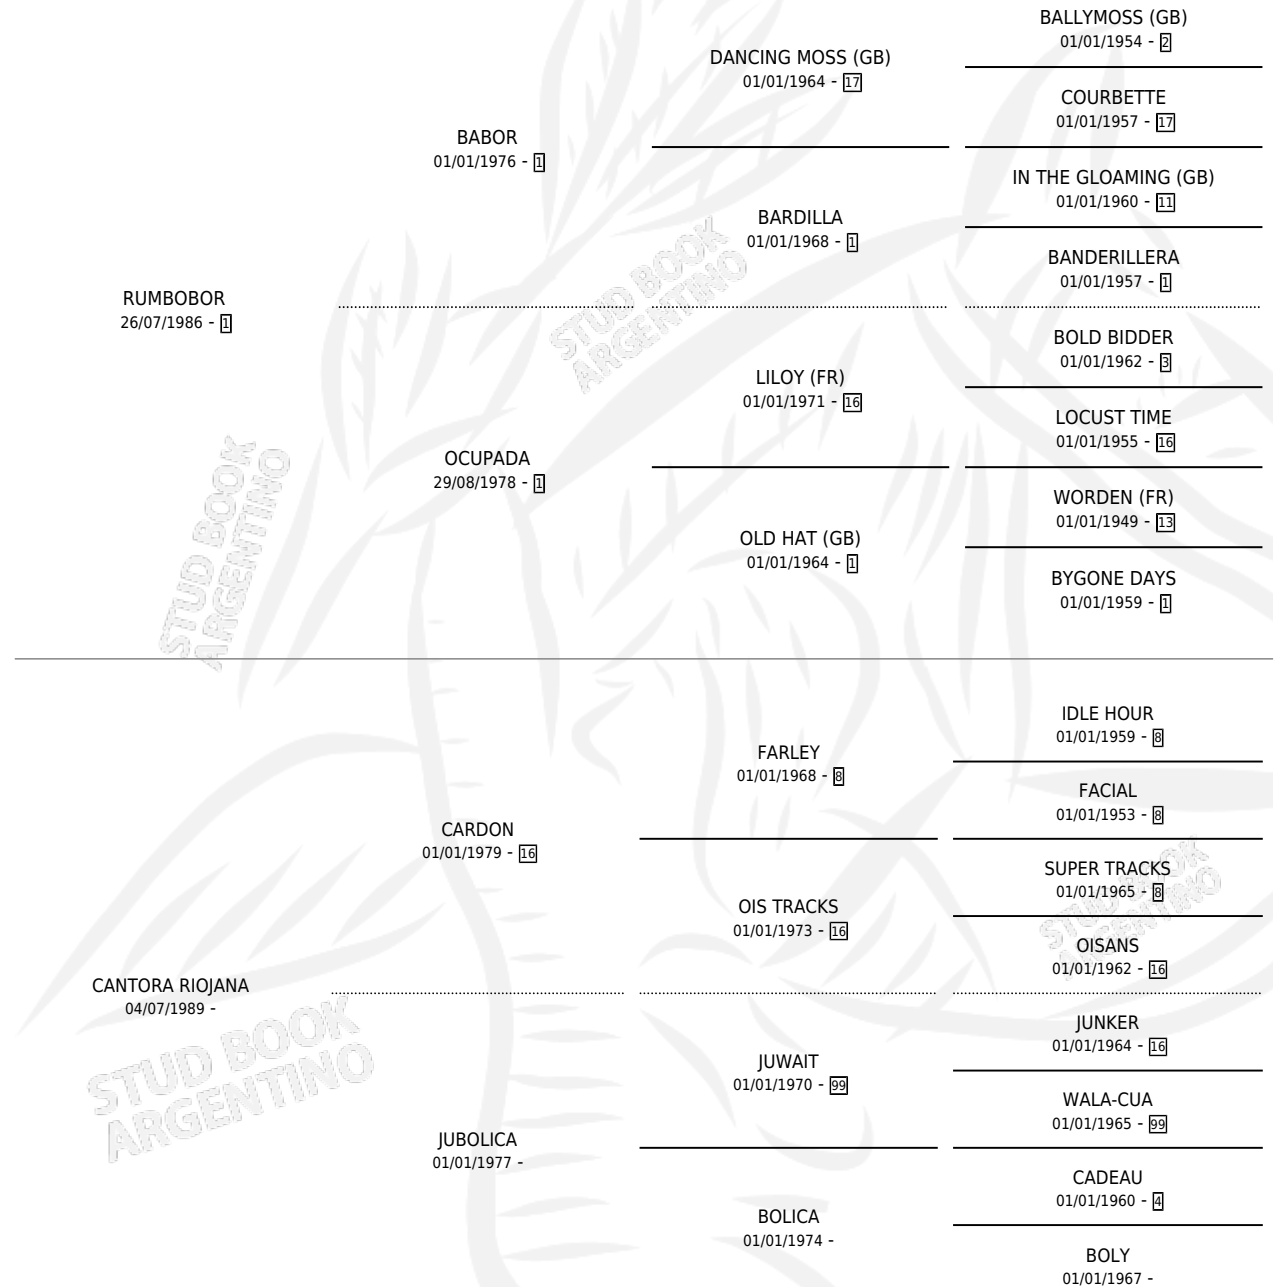 BALLYMOSS (GB)
01/01/1954 - 2
DANCING MOSS (GB)
01/01/1964 - 17
COURBETTE
01/01/1957 - 17
BABOR
01/01/1976 - 1
IN THE GLOAMING (GB)
01/01/1960 - 11
BARDILLA
01/01/1968 - 1
BANDERILLERA
01/01/1957 - 1
RUMBOBOR
26/07/1986 - 1
BOLD BIDDER
01/01/1962 - 3
LILOY (FR)
01/01/1971 - 16
LOCUST TIME
01/01/1955 - 16
OCUPADA
29/08/1978 - 1
WORDEN (FR)
01/01/1949 - 13
OLD HAT (GB)
01/01/1964 - 1
BYGONE DAYS
01/01/1959 - 1
STUD BOOK
ARGENTINO
STUD BOOK
ARGENTINO
IDLE HOUR
01/01/1959 - 8
FARLEY
01/01/1968 - 8
FACIAL
01/01/1953 - 8
CARDON
01/01/1979 - 16
SUPER TRACKS
01/01/1965 - 8
OIS TRACKS
01/01/1973 - 16
OISANS
01/01/1962 - 16
STUD BOOK
ARGENTINO
CANTORA RIOJANA
04/07/1989 -
JUNKER
01/01/1964 - 16
JUWAIT
01/01/1970 - 99
WALA-CUA
01/01/1965 - 99
STUD BOOK
ARGENTINO
JUBOLICA
01/01/1977 -
CADEAU
01/01/1960 - 4
BOLICA
01/01/1974 -
BOLY
01/01/1967 -